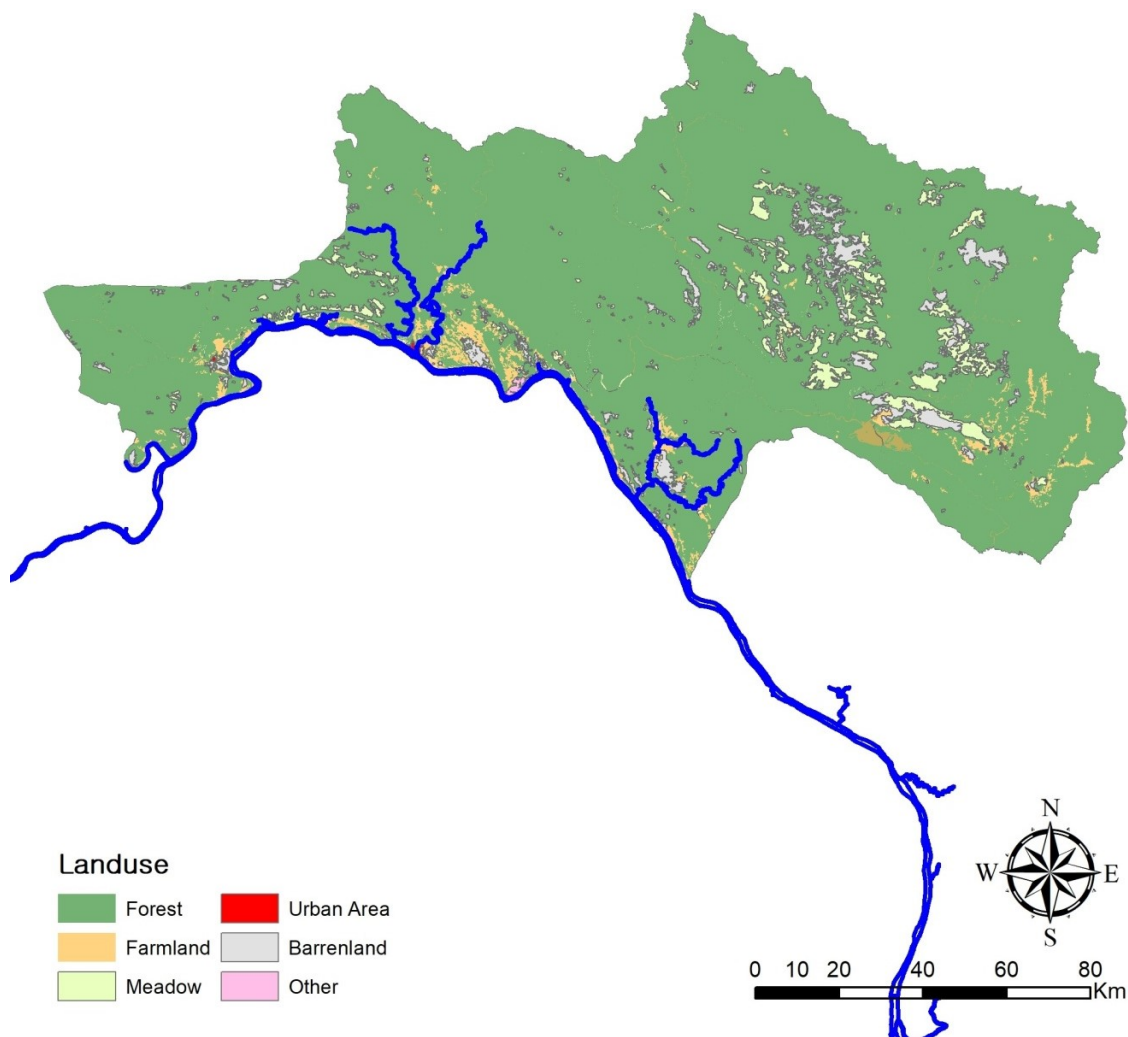 Landuse
Forest
Urban Area
Farmland
Barrenland
Meadow
Other
N
W E
S
0 10 20 40 60 80
Km